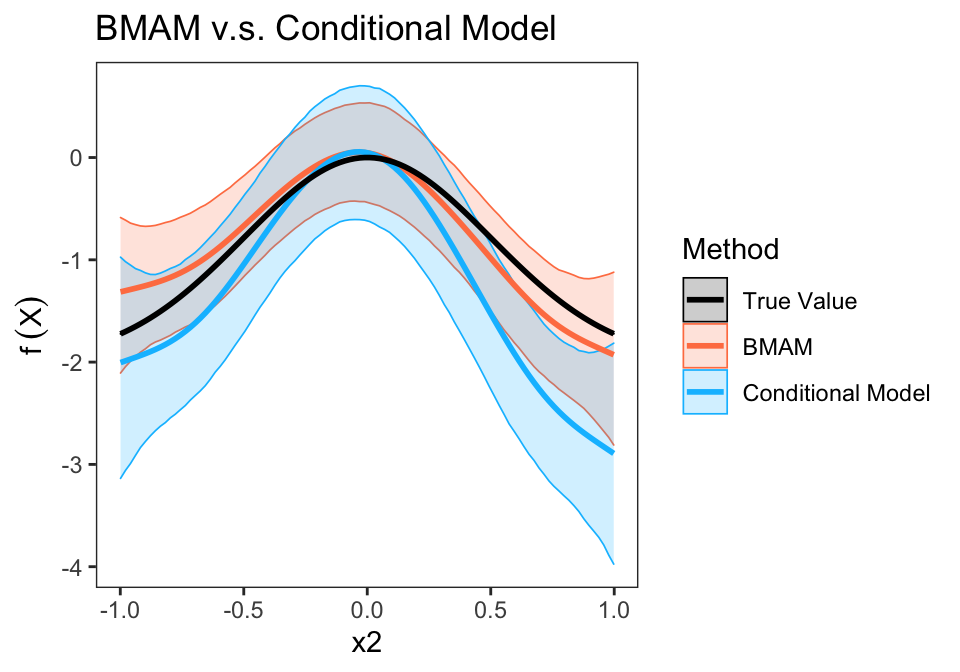 BMAM v.s. Conditional Model
f (X)
0
-1
-2
-3
-4
-1.0 -0.5 0.0 0.5 1.0
x2
Method
True Value
BMAM
Conditional Model